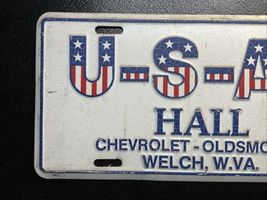 U-S-A
HALL
CHEVROLET - OLDSMO
WELCH, W.VA.